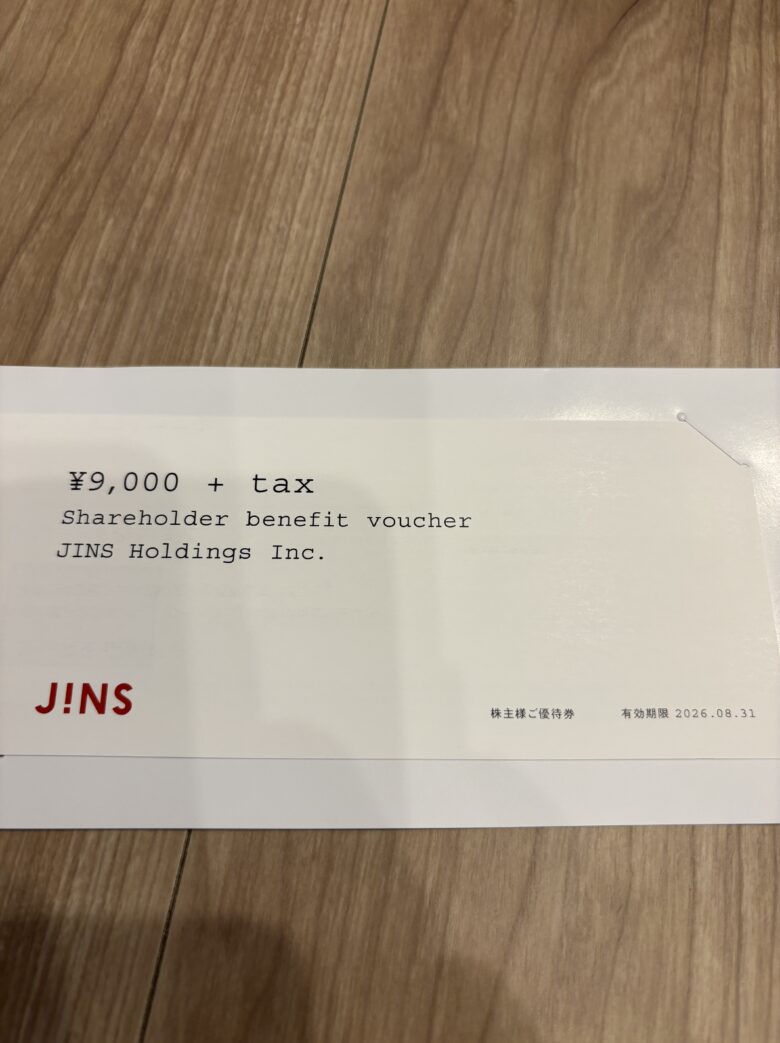 ¥9,000 + tax
Shareholder benefit voucher
JINS Holdings Inc.
J!NS
株主様ご優待券 有効期限 2026.08.31